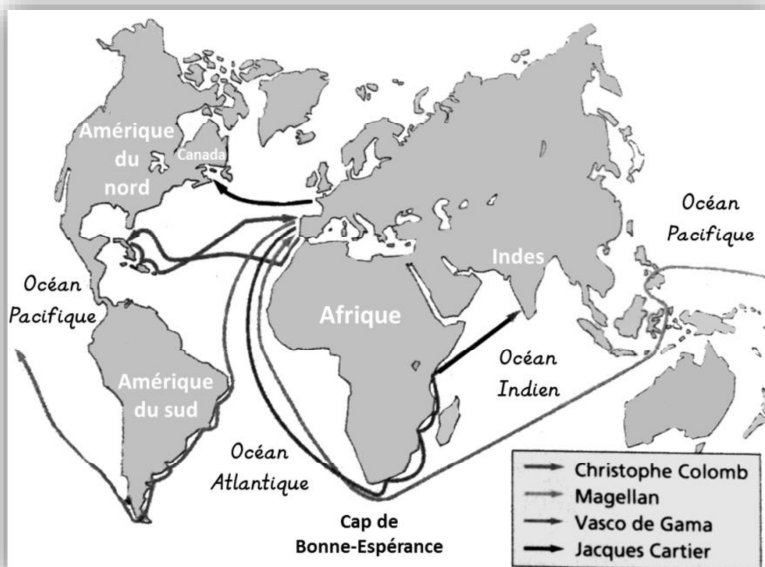 Amérique
du
nord
Canada
Océan
Pacifique
Indes
Océan
Pacifique
Afrique
Amérique
du sud
Océan
Indien
Océan
Atlantique
Cap de
Bonne-Espérance
Christophe Colomb
Magellan
Vasco de Gama
Jacques Cartier